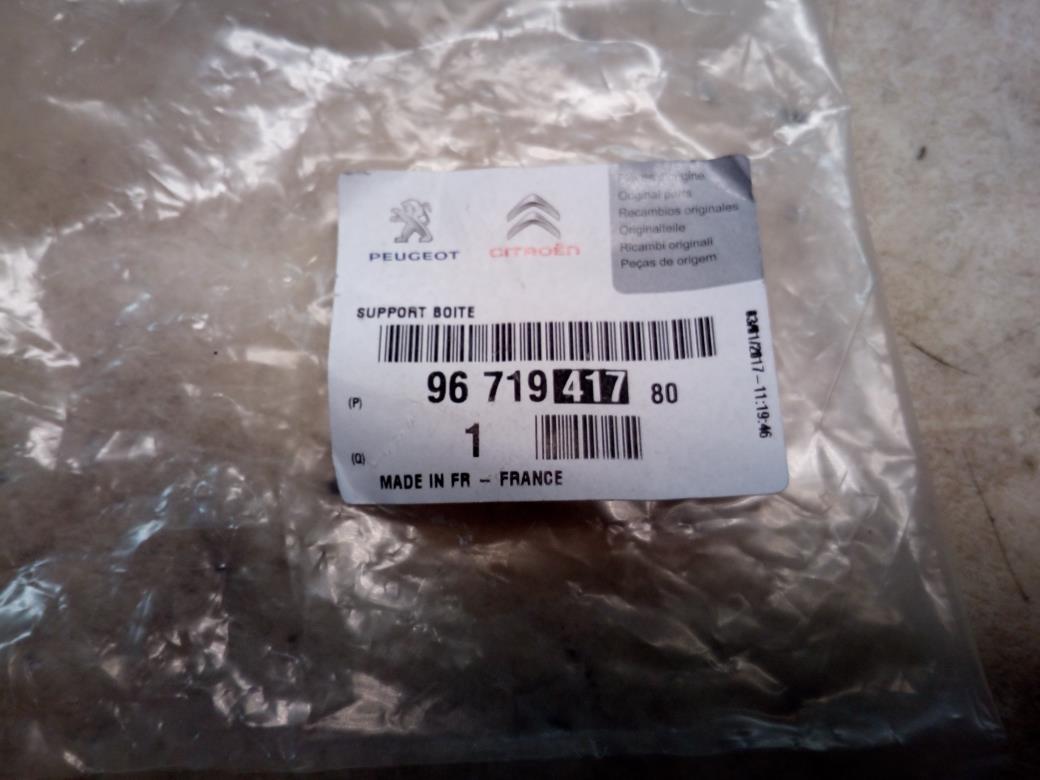 PEUGEOT
CITROËN
Pièces d'origine
Original parts
Recambios originales
Originalteile
Ricambi originali
Peças de origem
SUPPORT BOITE
(P) 96 719 417 80
(Q) 1
MADE IN FR - FRANCE
/2017-11:19:46